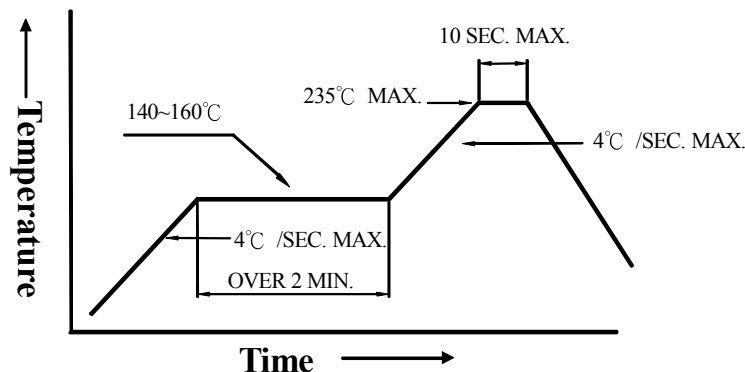 10 SEC. MAX.
235℃ MAX.
140~160℃
4℃ /SEC. MAX.
4℃ /SEC. MAX.
OVER 2 MIN.
Temperature
Time